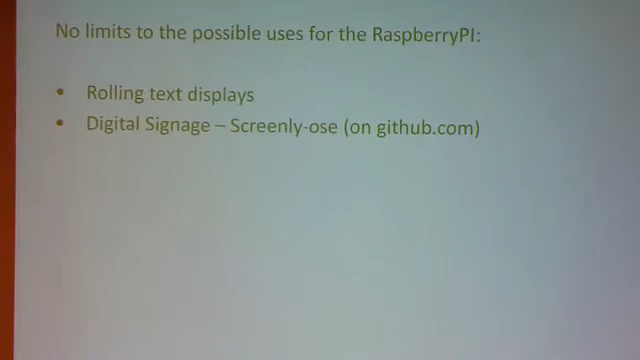 No limits to the possible uses for the RaspberryPI:
• Rolling text displays
• Digital Signage – Screenly-ose (on github.com)